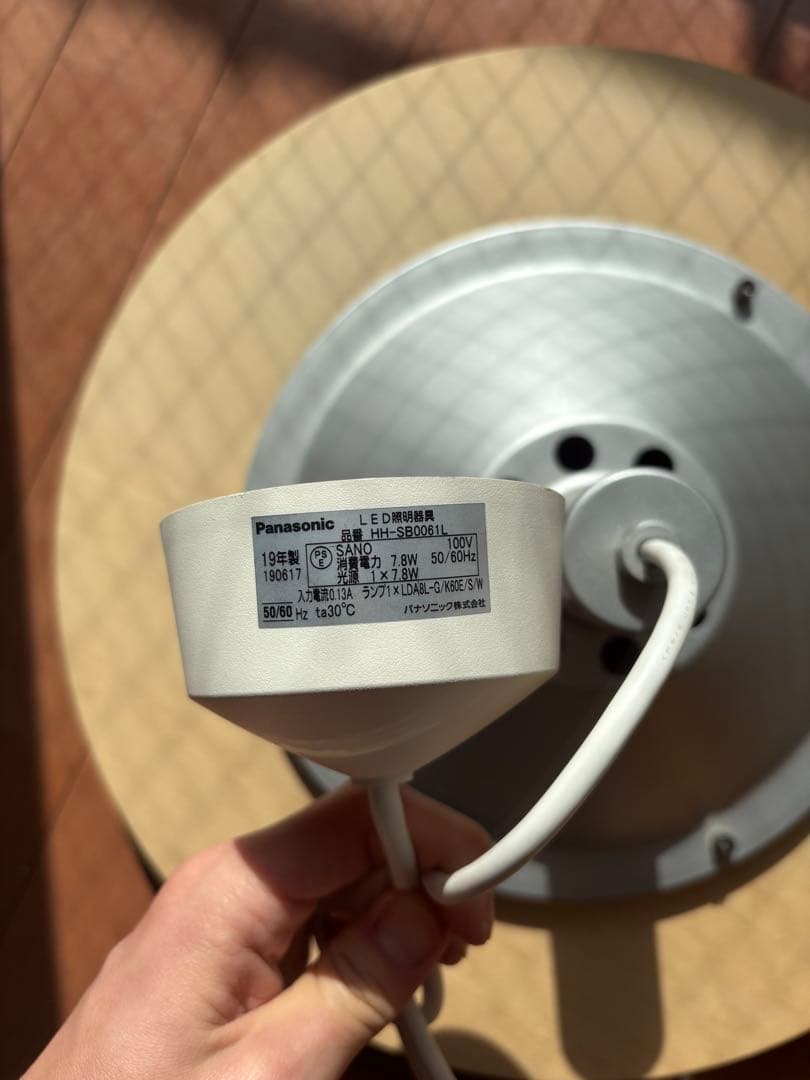 Panasonic LED照明器具
品番 HH-SB0061L
19年製 PSE SANO 100V
190617 消費電力 7.8W 50/60Hz
光源 1×7.8W
入力電流0.13A ランプ1×LDA8L-G/K60E/S/W
50/60 Hz ta30℃ パナソニック株式会社